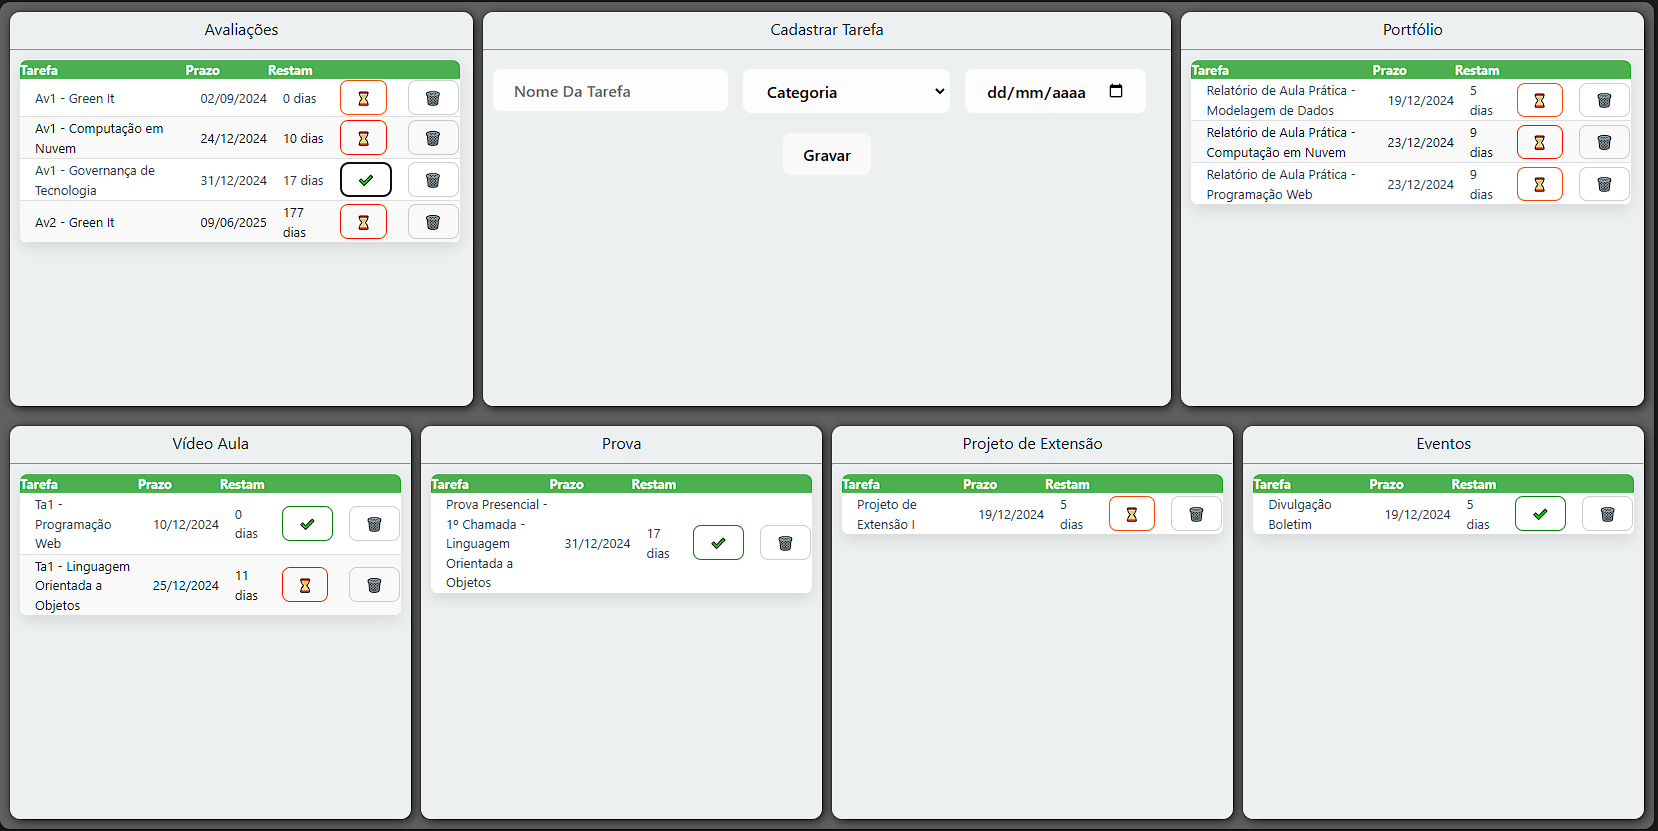 Avaliações
Tarefa Prazo Restam
Av1 - Green It 02/09/2024 0 dias
Av1 - Computação em
Nuvem 24/12/2024 10 dias
Av1 - Governança de
Tecnologia 31/12/2024 17 dias
Av2 - Green It 09/06/2025 177
dias
Cadastrar Tarefa
Nome Da Tarefa Categoria dd/mm/aaaa
Gravar
Portfólio
Tarefa Prazo Restam
Relatório de Aula Prática -
Modelagem de Dados 19/12/2024 5
dias
Relatório de Aula Prática -
Computação em Nuvem 23/12/2024 9
dias
Relatório de Aula Prática -
Programação Web 23/12/2024 9
dias
Vídeo Aula
Tarefa Prazo Restam
Ta1 -
Programação
Web 10/12/2024 0
dias
Ta1 - Linguagem
Orientada a
Objetos 25/12/2024 11
dias
Prova
Tarefa Prazo Restam
Prova Presencial -
1º Chamada -
Linguagem
Orientada a
Objetos 31/12/2024 17
dias
Projeto de Extensão
Tarefa Prazo Restam
Projeto de
Extensão I 19/12/2024 5
dias
Eventos
Tarefa Prazo Restam
Divulgação
Boletim 19/12/2024 5
dias